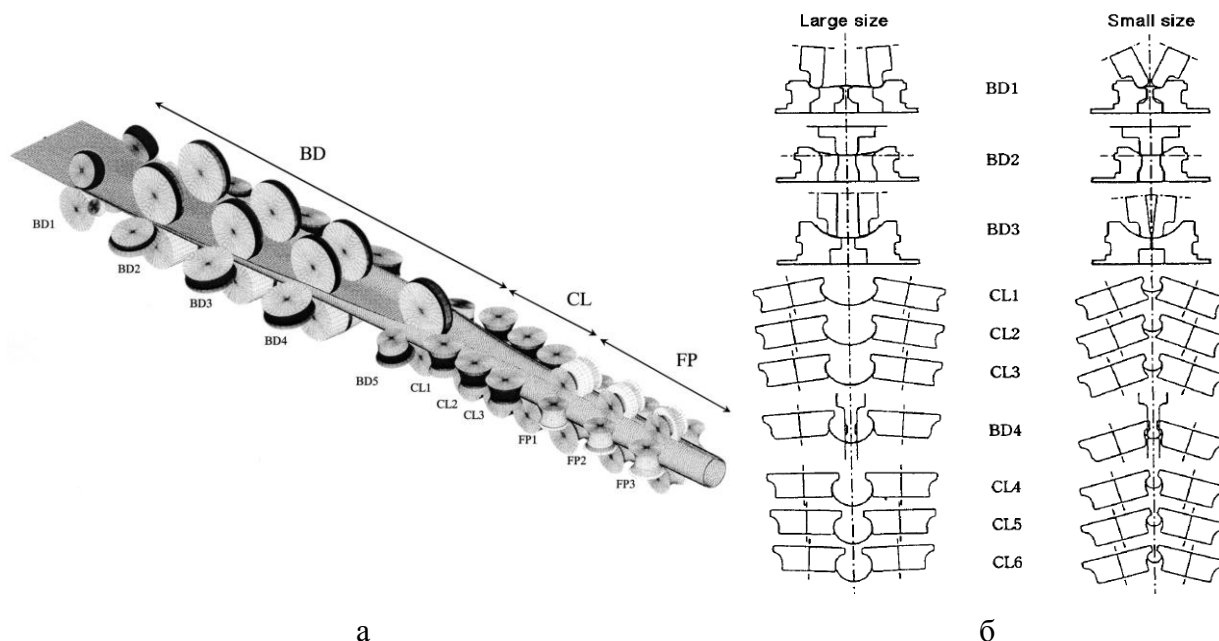 BD
CL
FP
BD1
BD2
BD3
BD4
BD5
CL1
CL2
CL3
FP1
FP2
FP3
Large size
Small size
BD1
BD2
BD3
CL1
CL2
CL3
BD4
CL4
CL5
CL6
а
б